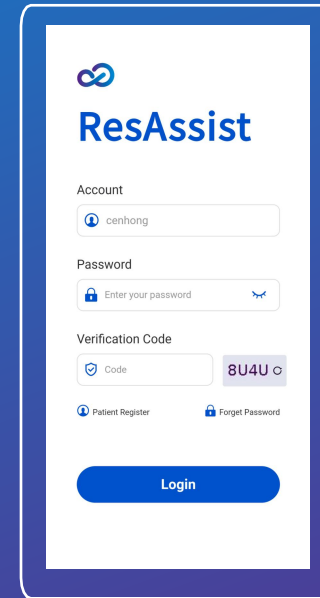 ResAssist
Account
cenhong
Password
Enter your password
Verification Code
Code
8U4U
Patient Register
Forget Password
Login